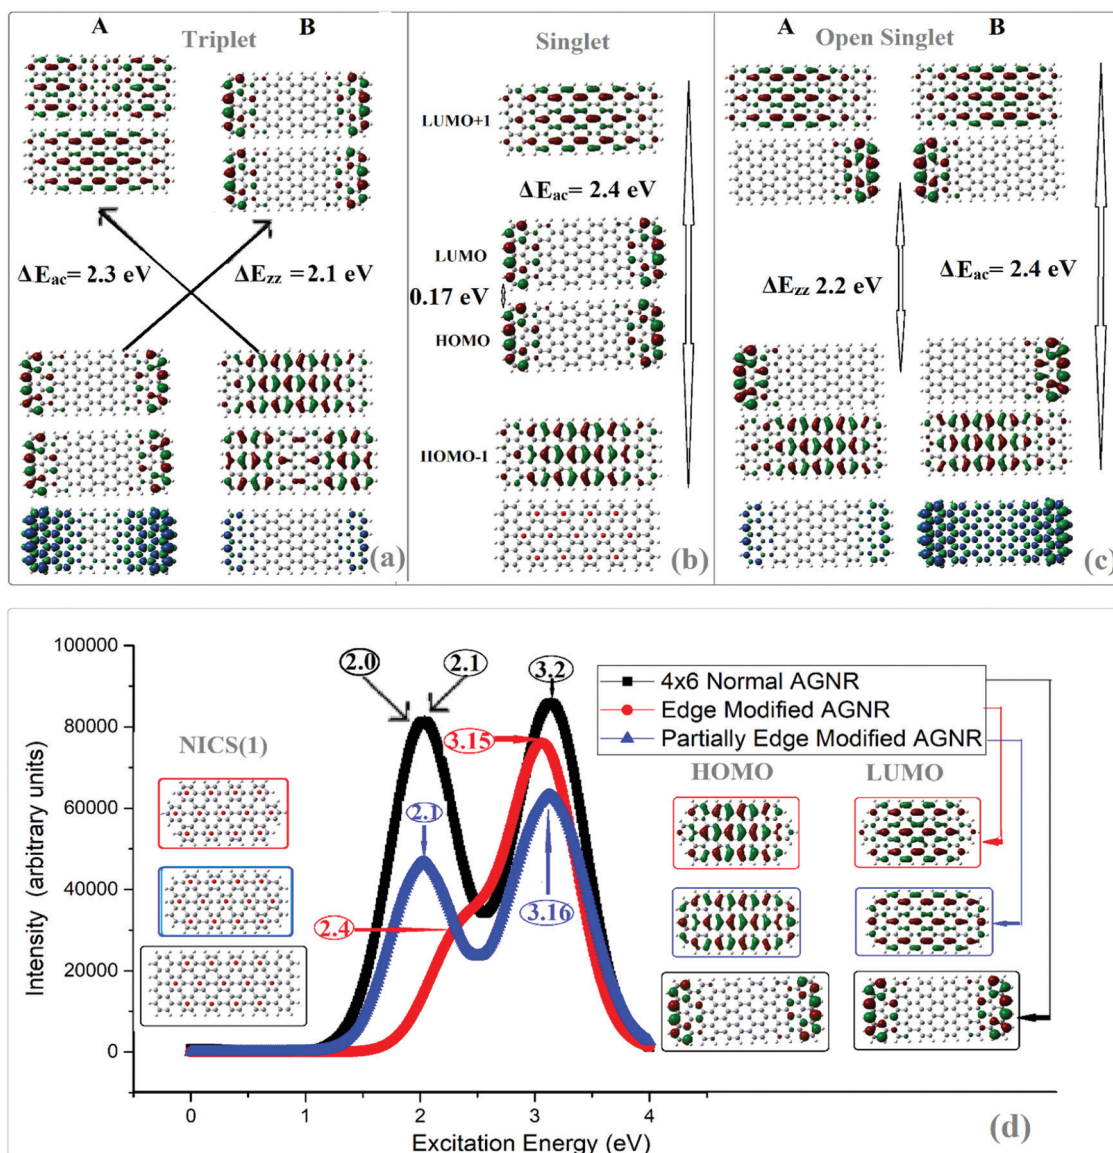 A
Triplet
B
ΔEac= 2.3 eV
ΔEzz =2.1 eV
(a)
Singlet
LUMO+1
ΔEac= 2.4 eV
LUMO
0.17 eV
HOMO
HOMO-1
(b)
A
Open Singlet
B
ΔEzz 2.2 eV
ΔEac= 2.4 eV
(c)
100000
80000
60000
40000
20000
0
Intensity (arbitrary units)
0
1
2
3
4
Excitation Energy (eV)
NICS(1)
2.0
2.1
3.2
3.15
2.1
2.4
3.16
4x6 Normal AGNR
Edge Modified AGNR
Partially Edge Modified AGNR
HOMO
LUMO
(d)